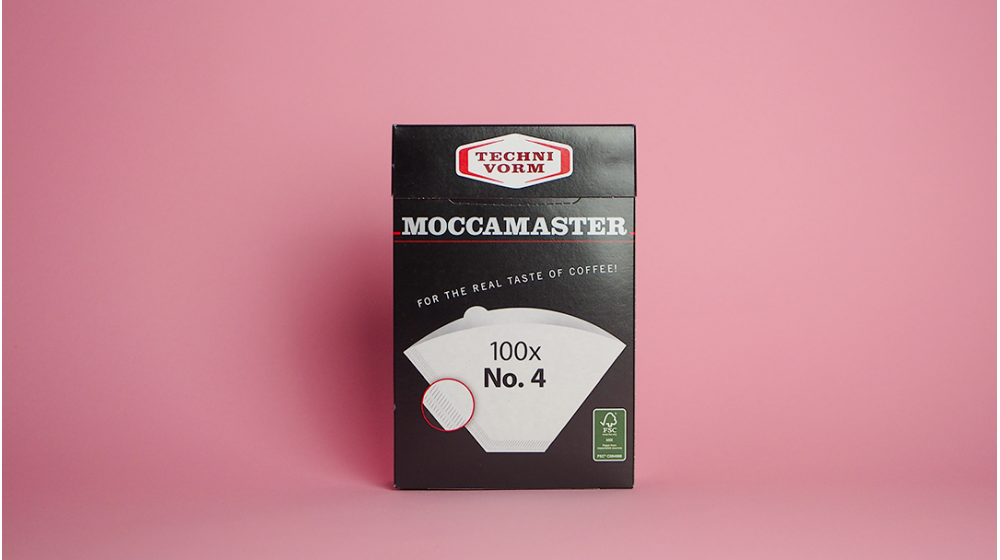 TECHNI
VORM
MOCCAMASTER
FOR THE REAL TASTE OF COFFEE!
100x
No. 4
FSC